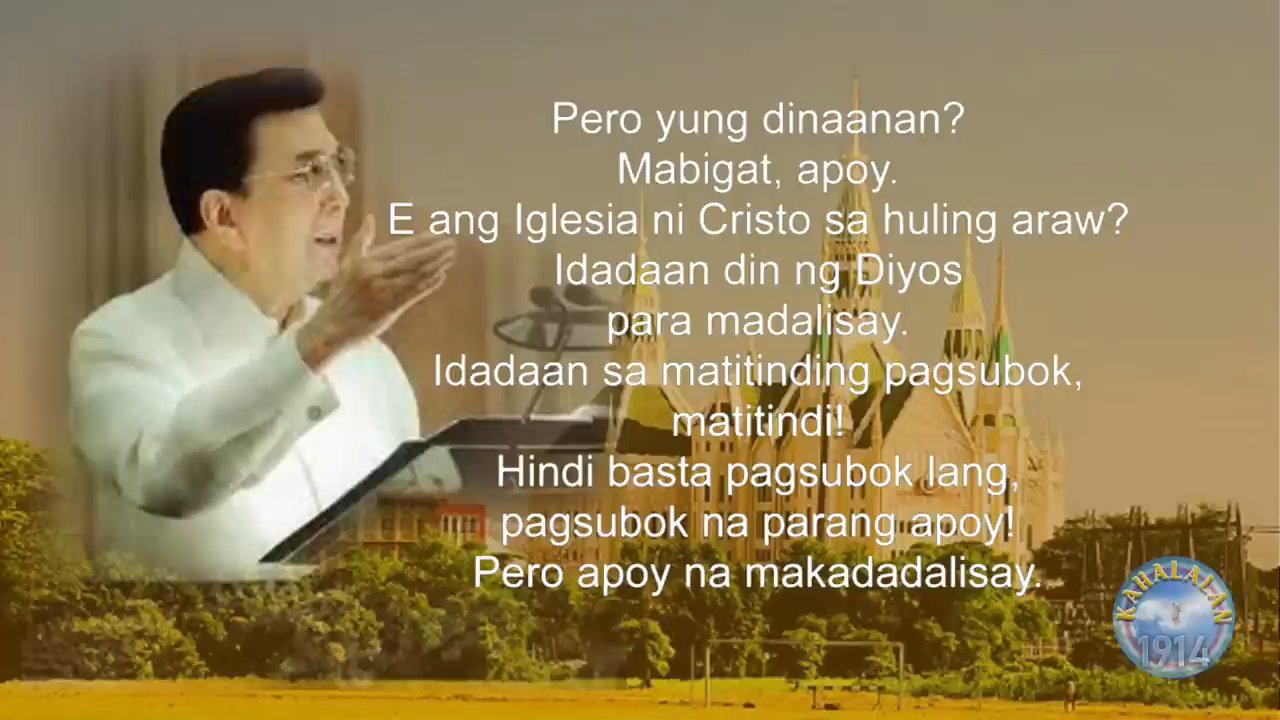 Pero yung dinaanan?
Mabigat, apoy.
E ang Iglesia ni Cristo sa huling araw?
Idadaan din ng Diyos
para madalisay.
Idadaan sa matitinding pagsubok,
matitindi!
Hindi basta pagsubok lang,
pagsubok na parang apoy!
Pero apoy na makadadalisay.
KAHALALAN
1914